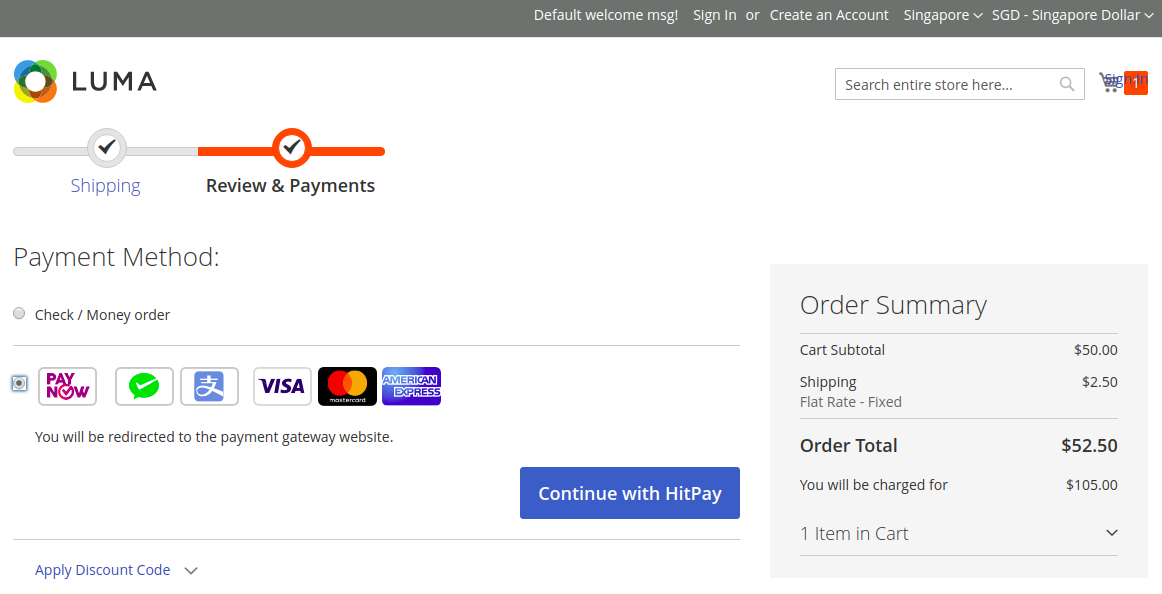 Default welcome msg! Sign In or Create an Account Singapore SGD - Singapore Dollar
LUMA
Search entire store here...
Sign In
1
Shipping
Review & Payments
Payment Method:
Check / Money order
PAY
NOW
支
VISA
mastercard
AMERICAN
EXPRESS
You will be redirected to the payment gateway website.
Continue with HitPay
Apply Discount Code
Order Summary
Cart Subtotal $50.00
Shipping $2.50
Flat Rate - Fixed
Order Total $52.50
You will be charged for $105.00
1 Item in Cart